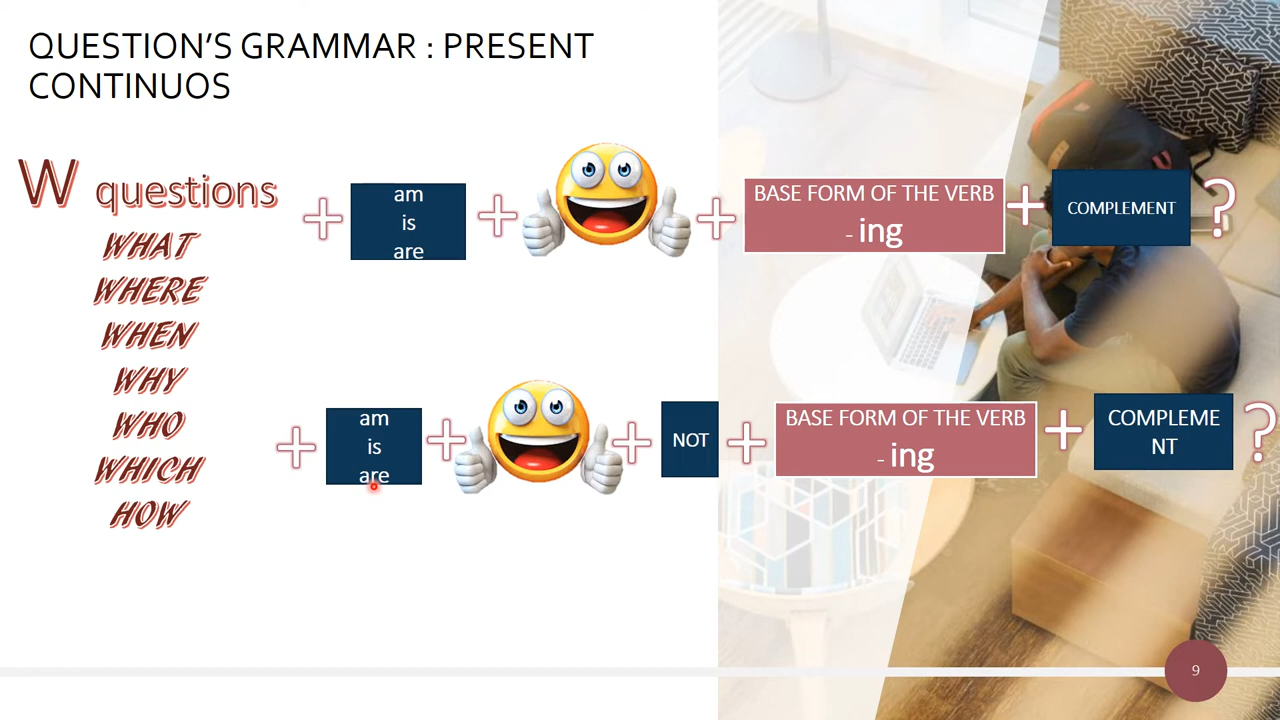 QUESTION'S GRAMMAR : PRESENT
CONTINUOS
W questions
WHAT
WHERE
WHEN
WHY
WHO
WHICH
HOW
+
am
is
are
+
+
BASE FORM OF THE VERB
- ing
+
COMPLEMENT
?
+
am
is
are
+
+
NOT
+
BASE FORM OF THE VERB
- ing
+
COMPLEME
NT
?
9